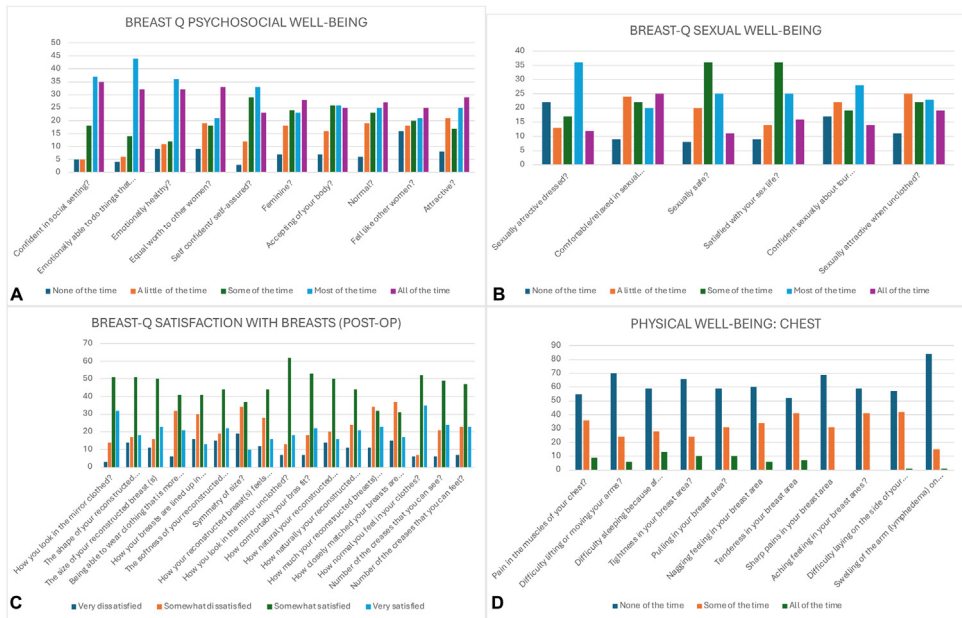 BREAST Q PSYCHOSOCIAL WELL-BEING
50
45
40
35
30
25
20
15
10
5
0
Confident in social setting?
Emotionally able to do things that...
Emotionally healthy?
Equal worth to other women?
Self confident/ self-assured?
Feminine?
Accepting of your body?
Normal?
Fell like other women?
Attractive?
None of the time
A little of the time
Some of the time
Most of the time
All of the time
A
BREAST-Q SEXUAL WELL-BEING
40
35
30
25
20
15
10
5
0
Sexually atractive dressed?
Comfortable/relaxed in sexual...
Sexually safe?
Satisfied with your sex life?
Confident sexually about tour...
Sexually attractive when unclothed?
None of the time
A little of the time
Some of the time
Most of the time
All of the time
B
BREAST-Q SATISFACTION WITH BREASTS (POST-OP)
70
60
50
40
30
20
10
0
How you look in the mirror clothed?
The shape of your reconstructed...
The size of your reconstructed breast (s)
Being able to wear clothing that is more...
How your breasts are lined up in...
The softness of your reconstructed...
Symmetry of size?
How your reconstructed breast(s) feels...
How you look in the mirror unclothed?
How comfortably your bras fit?
How natural your reconstructed...
How naturally your reconstructed...
How much your reconstructed breasts...
How closely matched your breasts are...
How normal you feel in your clothes?
Number of the creases that you can see?
Number of the creases that you can feel?
Very dissatisfied
Somewhat dissatisfied
Somewhat satisfied
Very satisfied
C
PHYSICAL WELL-BEING: CHEST
90
80
70
60
50
40
30
20
10
0
Pain in the muscles of your chest?
Difficulty lifting or moving your arms?
Difficulty sleeping because of...
Tightness in your breast area?
Pulling in your breast area?
Nagging feeling in your breast area
Tenderness in your breast area
Sharp pains in your breast area
Aching feeling in your breast area?
Difficulty laying on the side of your...
Swelling of the arm (lymphedema) on...
None of the time
Some of the time
All of the time
D